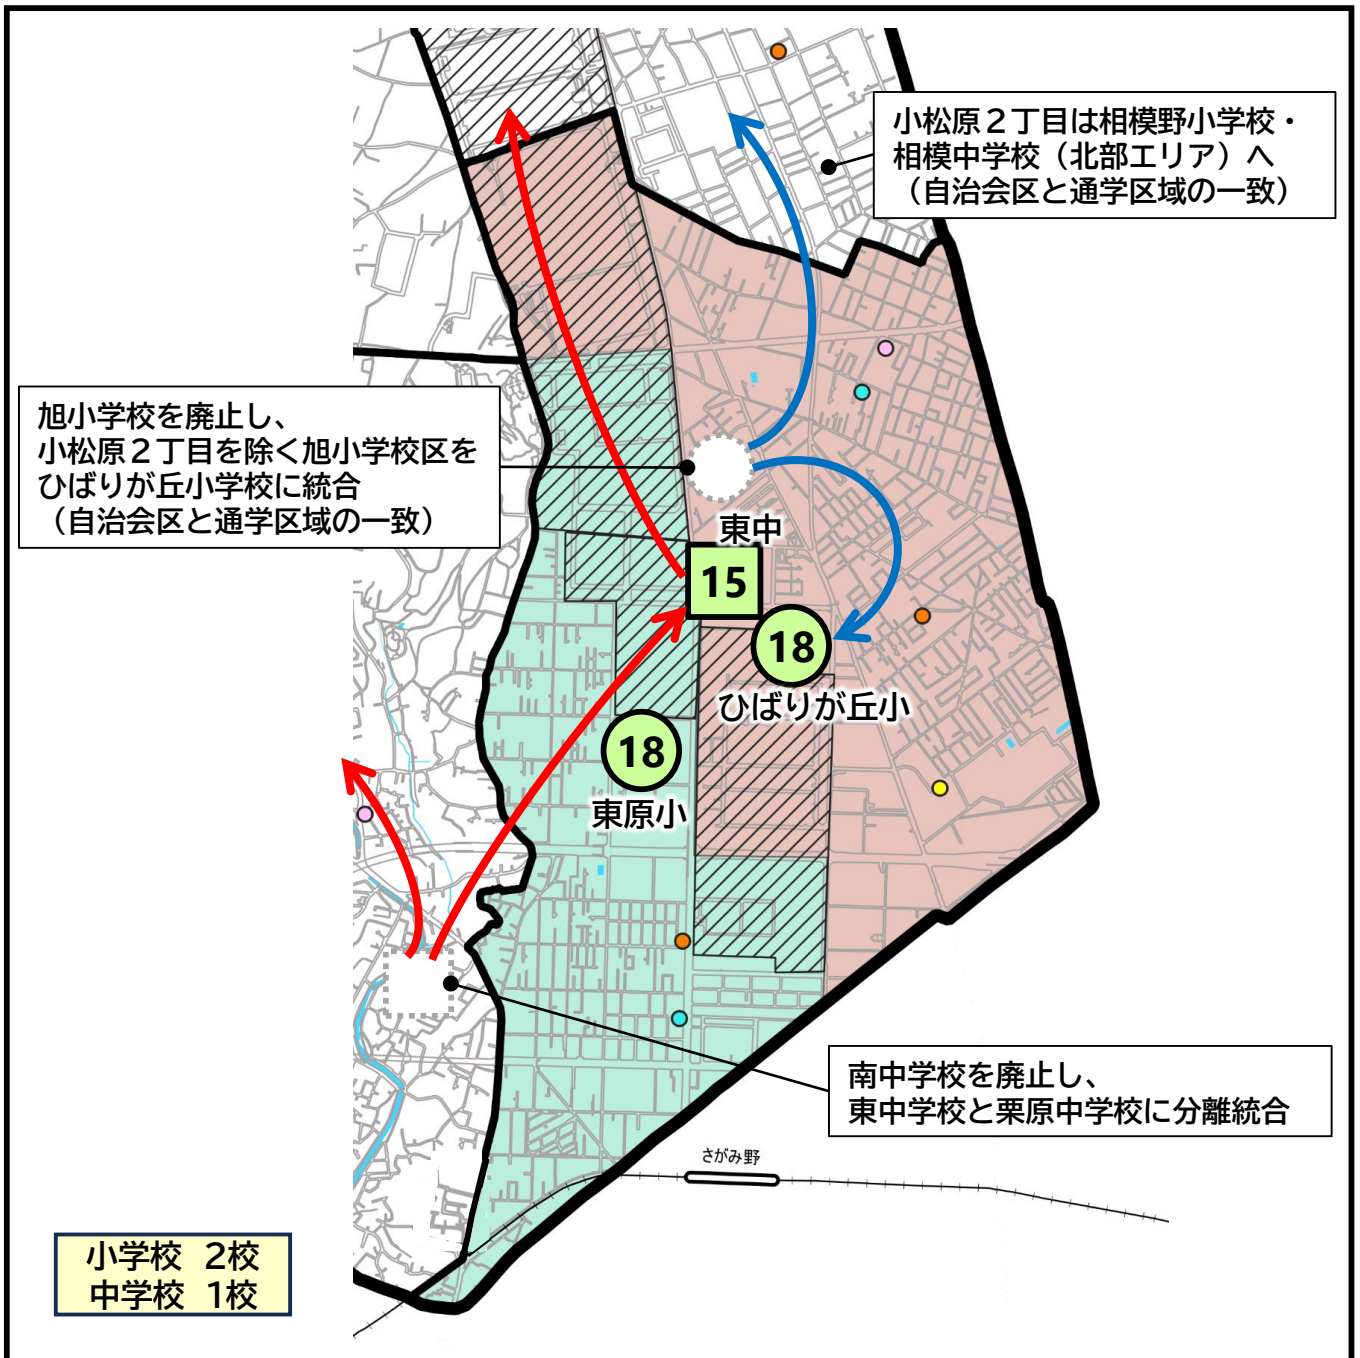 小松原２丁目は相模野小学校・
相模中学校（北部エリア）へ
（自治会区と通学区域の一致）
旭小学校を廃止し、
小松原２丁目を除く旭小学校区を
ひばりが丘小学校に統合
（自治会区と通学区域の一致）
東中
15
18
ひばりが丘小
18
東原小
南中学校を廃止し、
東中学校と栗原中学校に分離統合
さがみ野
小学校 2校
中学校 1校